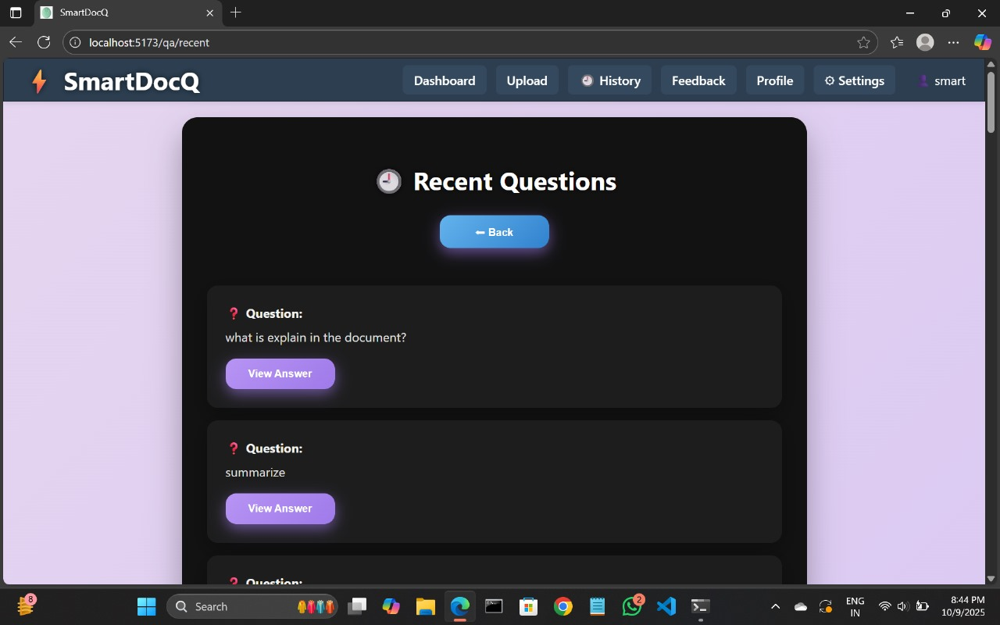 SmartDocQ
localhost:5173/qa/recent
SmartDocQ
Dashboard
Upload
History
Feedback
Profile
Settings
smart
Recent Questions
Back
Question:
what is explain in the document?
View Answer
Question:
summarize
View Answer
Question:
8
Search
2
ENG
IN
8:44 PM
10/9/2025